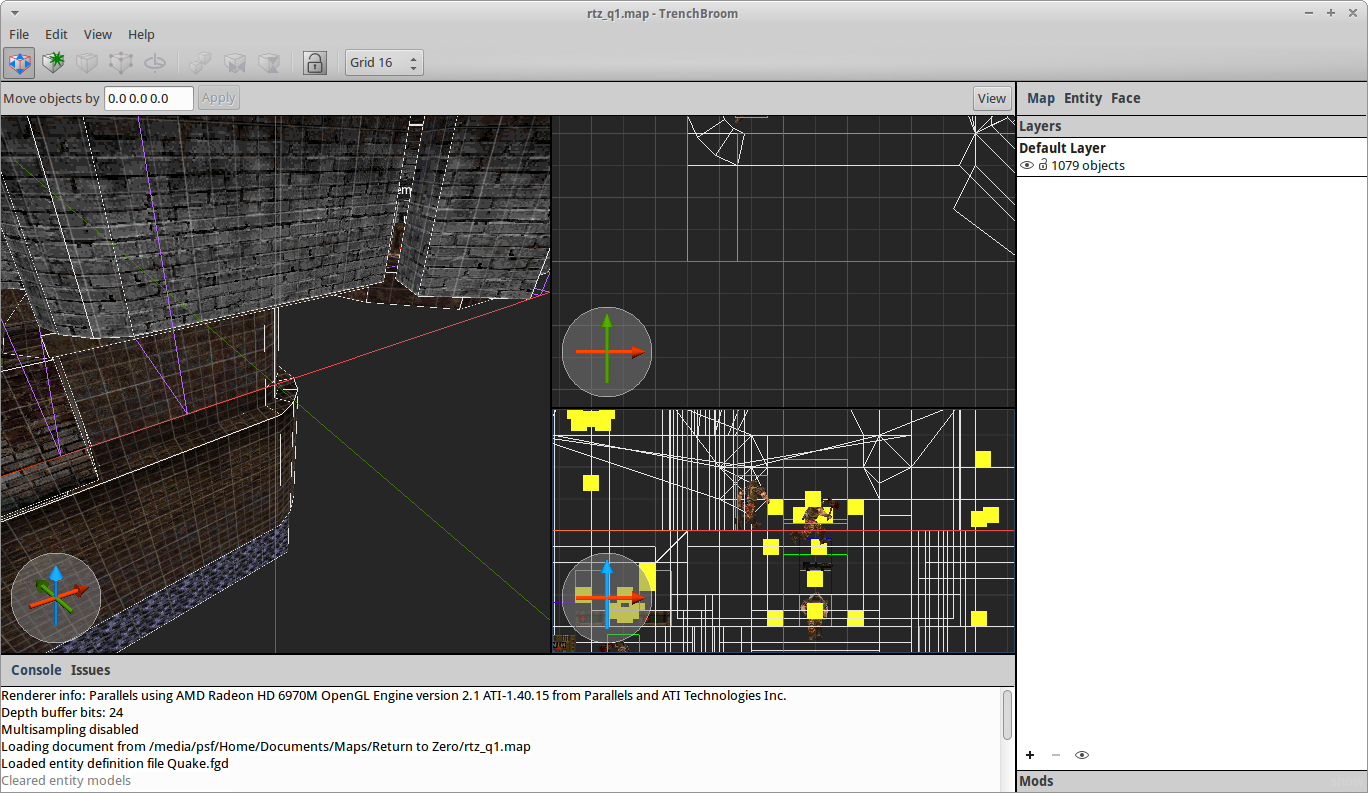 rtz_q1.map - TrenchBroom
File Edit View Help
Grid 16
Move objects by 0.0 0.0 0.0 Apply
View
Map Entity Face
Layers
Default Layer
1079 objects
Console Issues
Renderer info: Parallels using AMD Radeon HD 6970M OpenGL Engine version 2.1 ATI-1.40.15 from Parallels and ATI Technologies Inc.
Depth buffer bits: 24
Multisampling disabled
Loading document from /media/psf/Home/Documents/Maps/Return to Zero/rtz_q1.map
Loaded entity definition file Quake.fgd
Cleared entity models
Mods